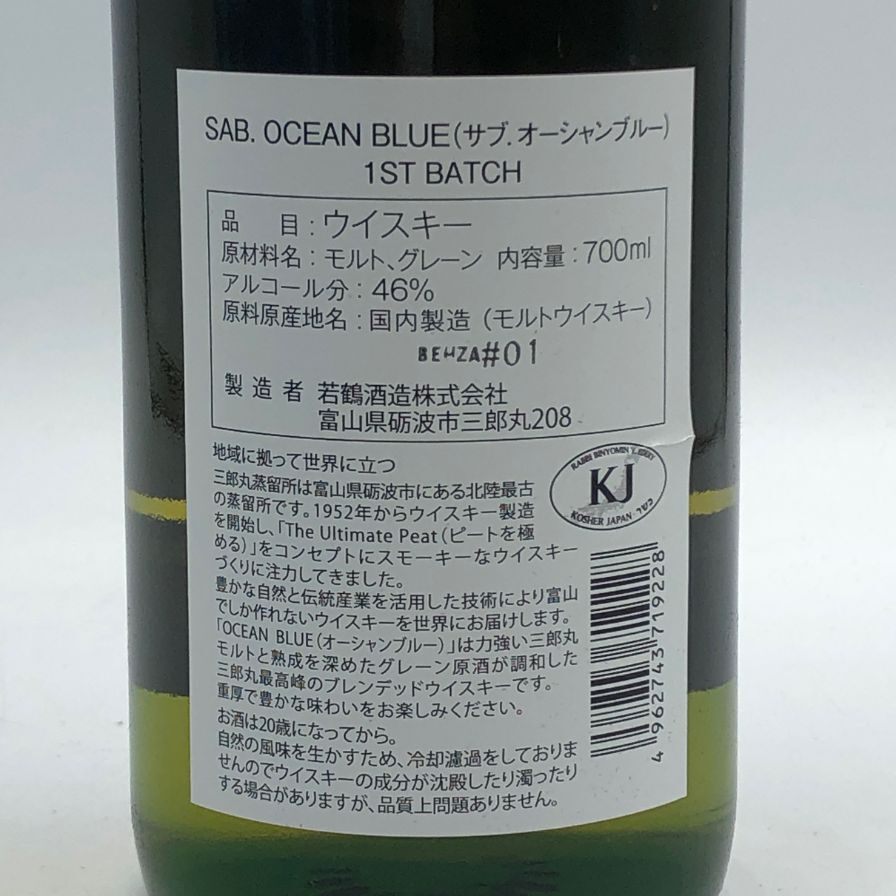 SAB. OCEAN BLUE(サブ.オーシャンブルー)
1ST BATCH
品 目:ウイスキー
原材料名:モルト、グレーン 内容量:700ml
アルコール分:46%
原料原産地名:国内製造(モルトウイスキー)
#01
製造者 若鶴酒造株式会社
富山県砺波市三郎丸208
地域に拠って世界に立つ
三郎丸蒸留所は富山県砺波市にある北陸最古
の蒸留所です。1952年からウイスキー製造
を開始し、「The Ultimate Peat(ピートを極
める)」をコンセプトにスモーキーなウイスキー
づくりに注力してきました。
豊かな自然と伝統産業を活用した技術により富山
でしか作れないウイスキーを世界にお届けします。
「OCEAN BLUE(オーシャンブルー)」は力強い三郎丸
モルトと熟成を深めたグレーン原酒が調和した
三郎丸最高峰のブレンデッドウイスキーです。
重厚で豊かな味わいをお楽しみください。
お酒は20歳になってから。
自然の風味を生かすため、冷却濾過をしておりま
せんのでウイスキーの成分が沈殿したり濁ったり
する場合がありますが、品質上問題ありません。
RABBI BINYOMIN Y. EDERY
KJ
KOSHER JAPAN כשר
4962743719228